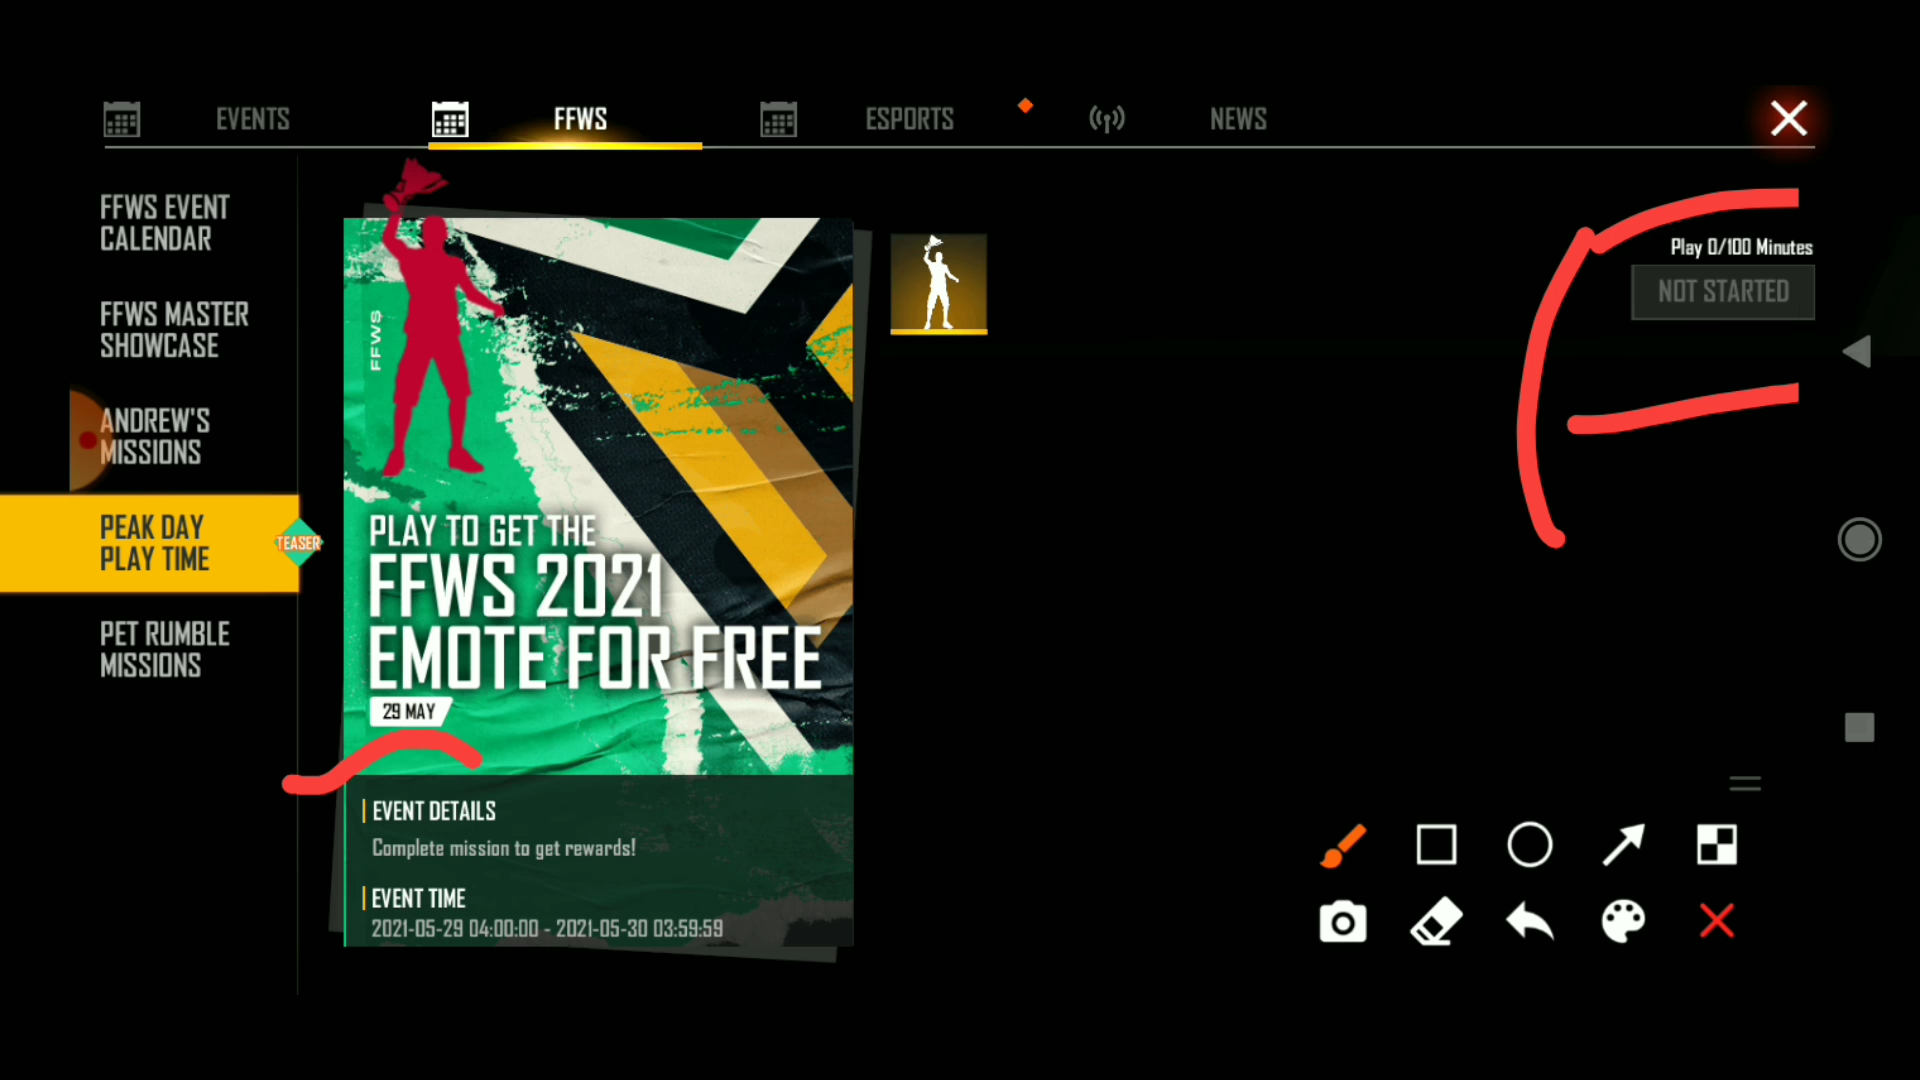 EVENTS
FFWS
ESPORTS
NEWS
FFWS EVENT
CALENDAR
FFWS MASTER
SHOWCASE
ANDREW'S
MISSIONS
PEAK DAY
PLAY TIME
TEASER
PET RUMBLE
MISSIONS
FFWS
PLAY TO GET THE
FFWS 2021
EMOTE FOR FREE
29 MAY
EVENT DETAILS
Complete mission to get rewards!
EVENT TIME
2021-05-29 04:00:00 - 2021-05-30 03:59:59
Play 0/100 Minutes
NOT STARTED